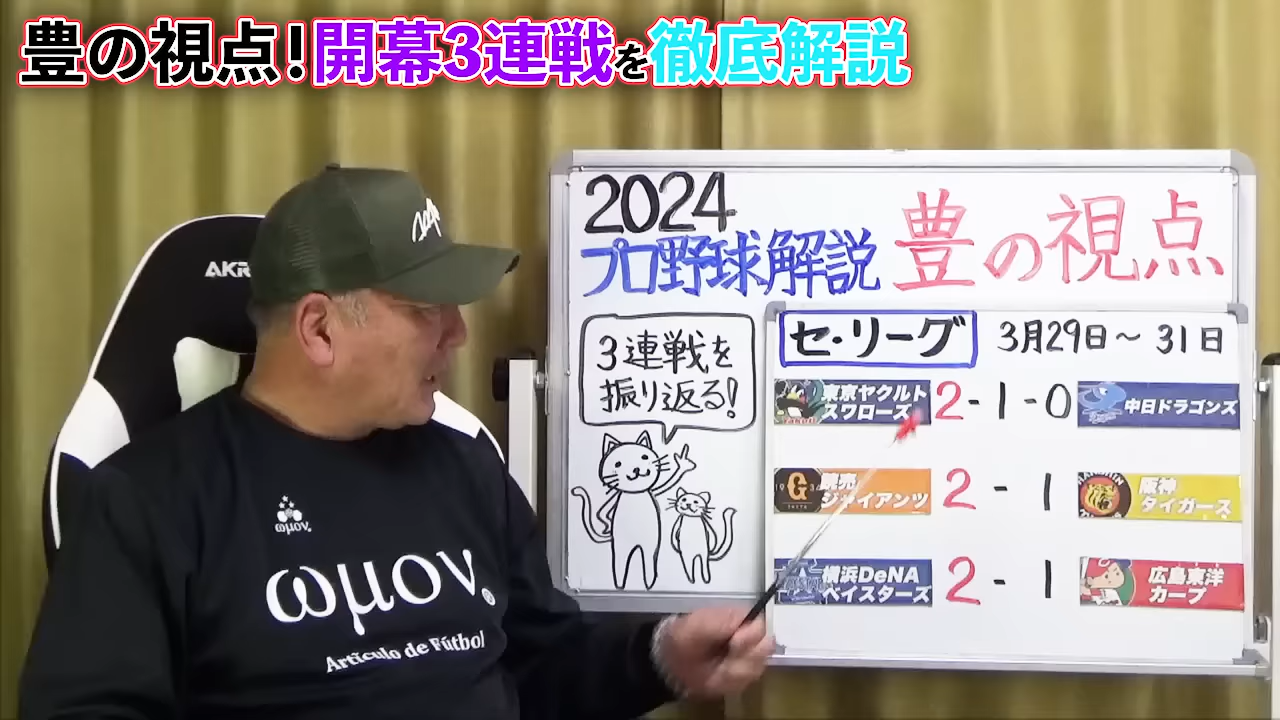 豊の視点！開幕3連戦を徹底解説
2024
プロ野球解説 豊の視点
3連戦を
振り返る！
セ・リーグ 3月29日～31日
東京ヤクルト
スワローズ 2-1-0 中日ドラゴンズ
読売
ジャイアンツ 2-1 阪神
タイガース
横浜DeNA
ベイスターズ 2-1 広島東洋
カープ
AKR
ωμον
ωμον.®
Artículo de Fútbol